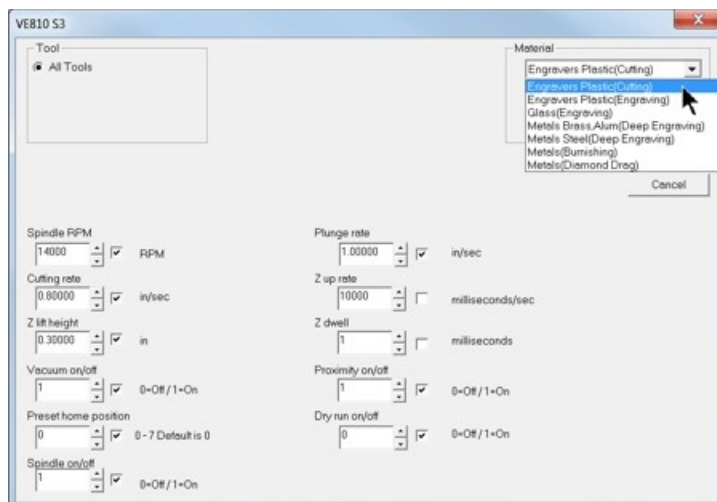 VE810 S3
Tool
All Tools
Material
Engravers Plastic(Cutting)
Engravers Plastic(Cutting)
Engravers Plastic(Engraving)
Glass(Engraving)
Metals Brass,Alum(Deep Engraving)
Metals Steel(Deep Engraving)
Metals(Burnishing)
Metals(Diamond Drag)
Cancel
Spindle RPM
14000 RPM
Plunge rate
1.00000 in/sec
Cutting rate
0.80000 in/sec
Z up rate
10000 milliseconds/sec
Z lift height
0.30000 in
Z dwell
1 milliseconds
Vacuum on/off
1 0=Off/1=On
Proximity on/off
1 0=Off/1=On
Preset home position
0 0-7 Default is 0
Dry run on/off
0 0=Off/1=On
Spindle on/off
1 0=Off/1=On